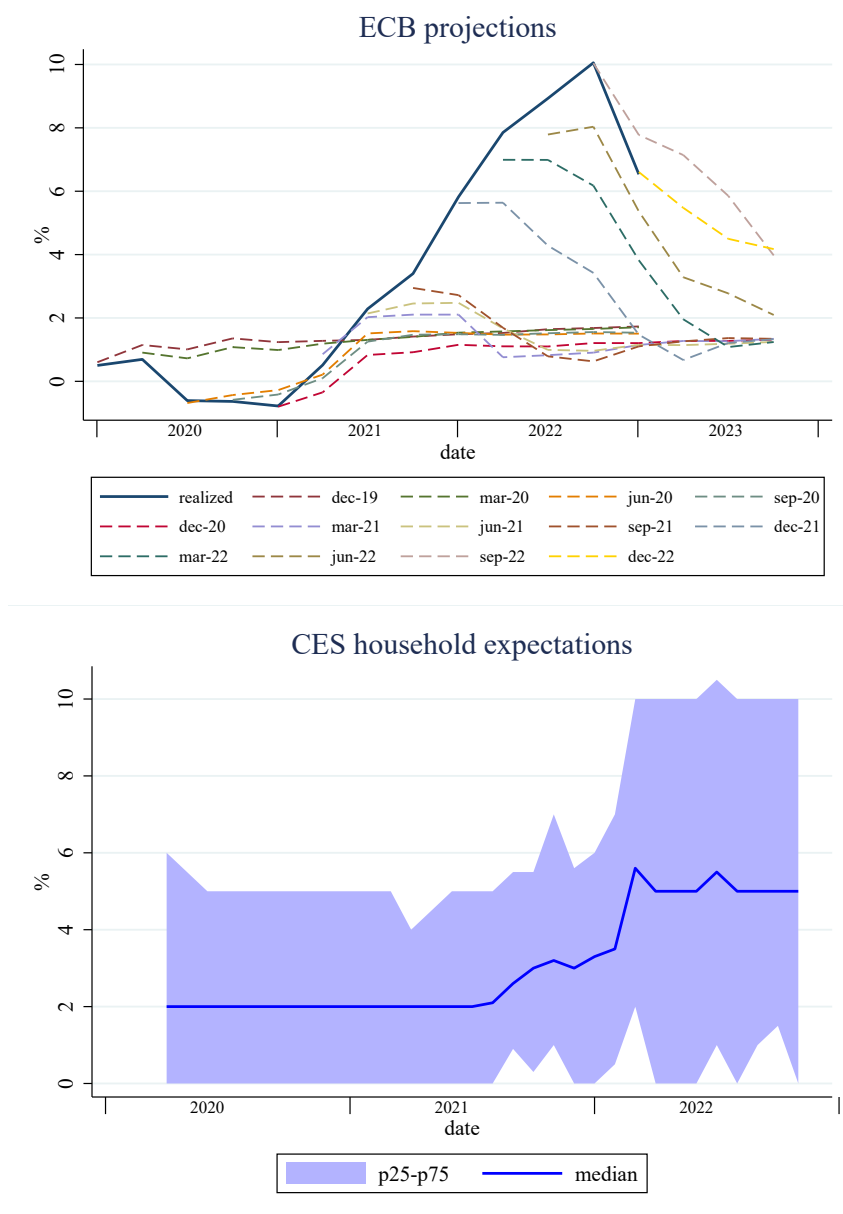 ECB projections
10
8
6
4
2
0
%
2020 2021 2022 2023
date
realized dec-19 mar-20 jun-20 sep-20
dec-20 mar-21 jun-21 sep-21 dec-21
mar-22 jun-22 sep-22 dec-22
CES household expectations
10
8
6
4
2
0
%
2020 2021 2022
date
p25-p75 median